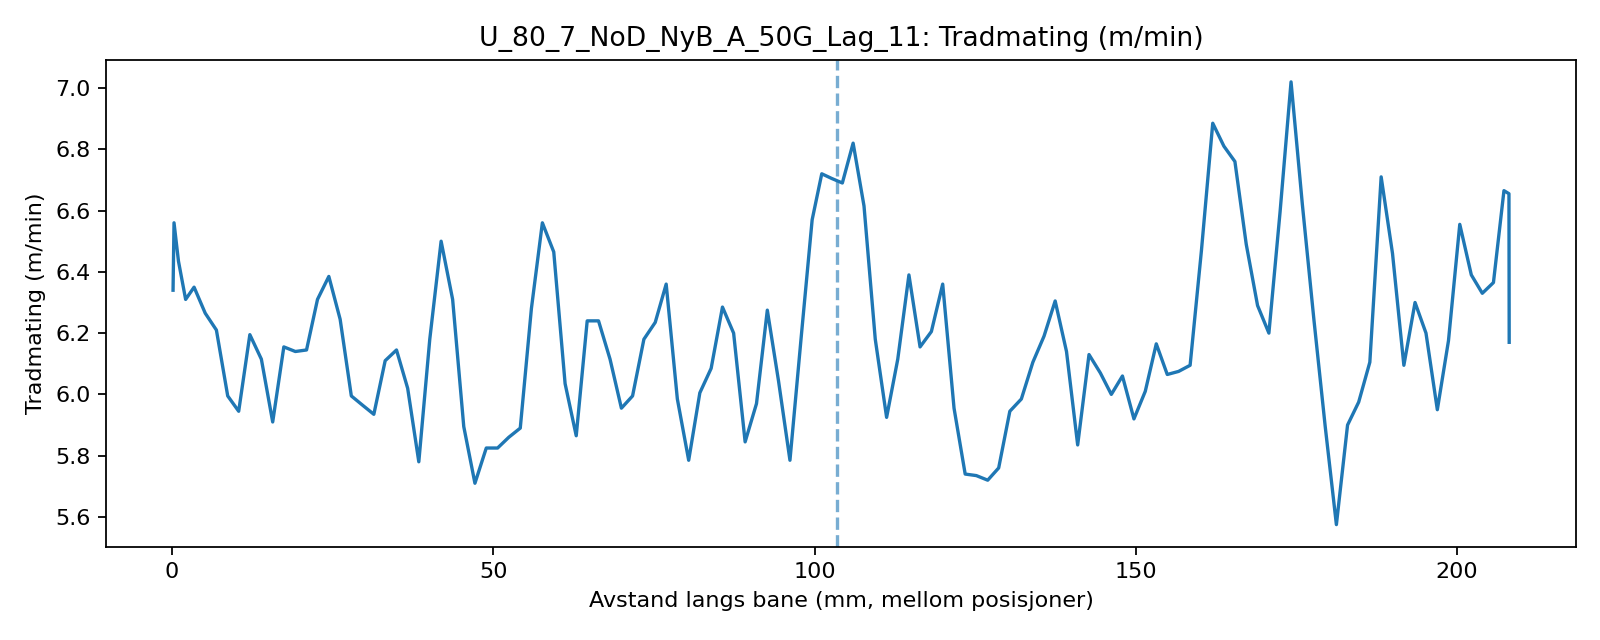 U_80_7_NoD_NyB_A_50G_Lag_11: Tradmating (m/min)
Tradmating (m/min)
7.0
6.8
6.6
6.4
6.2
6.0
5.8
5.6
0 50 100 150 200
Avstand langs bane (mm, mellom posisjoner)